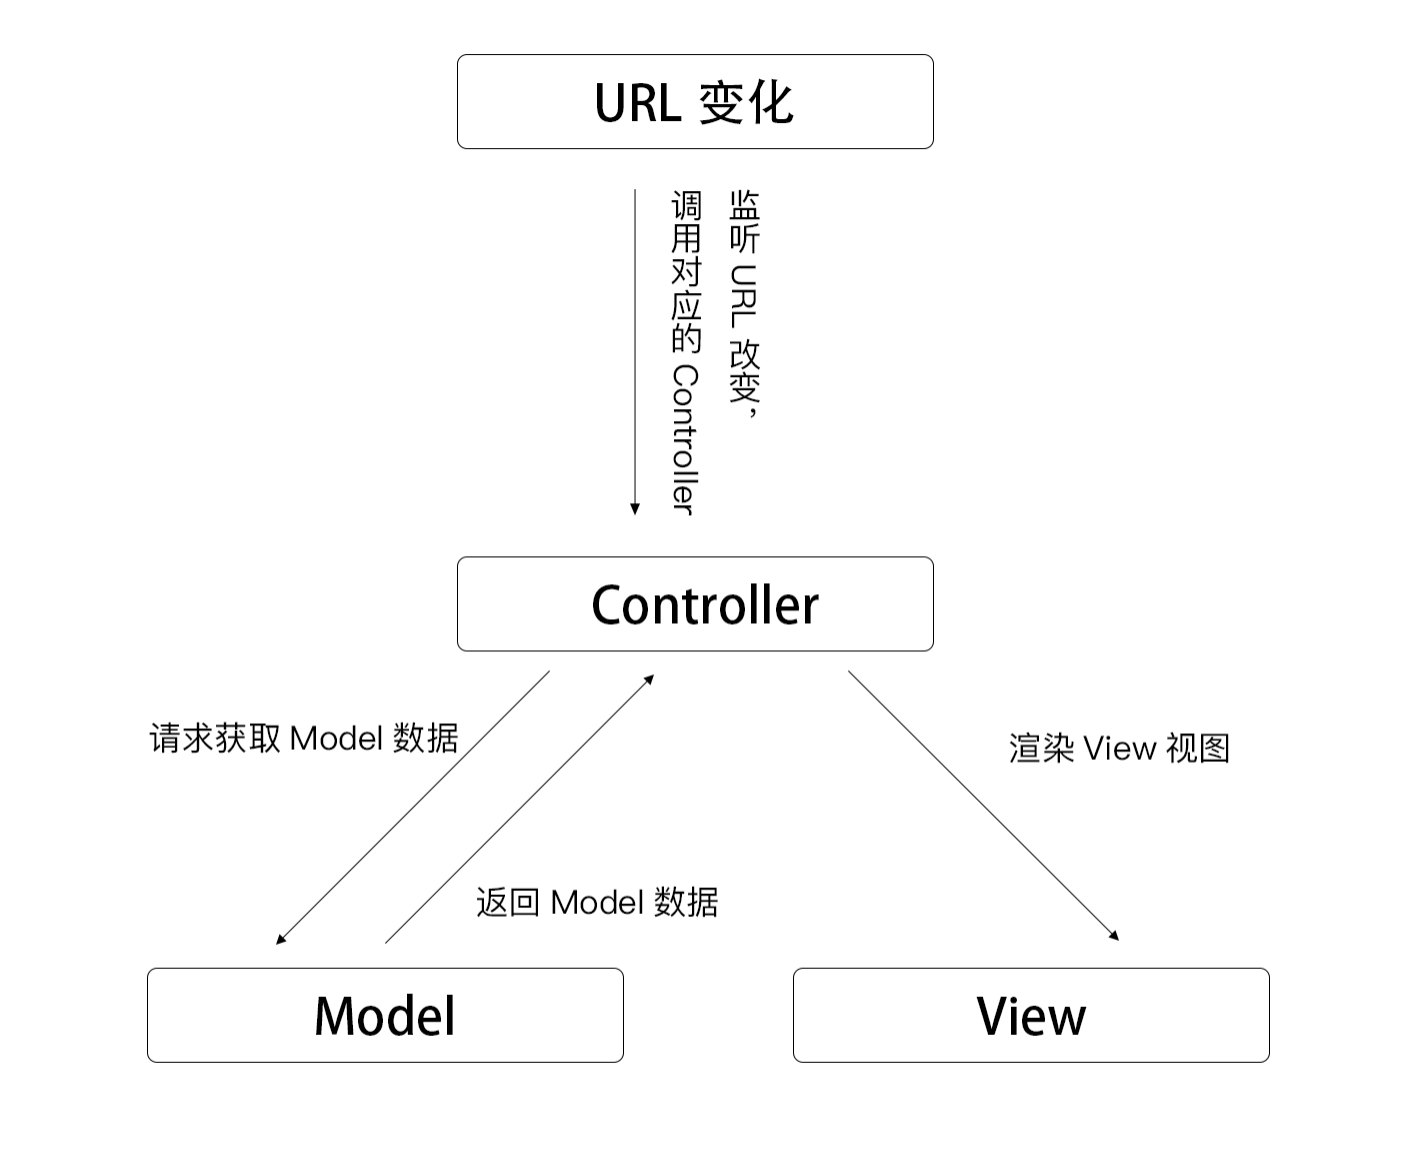 URL 变化
监听 URL 改变，
调用对应的 Controller
Controller
请求获取 Model 数据
渲染 View 视图
返回 Model 数据
Model
View